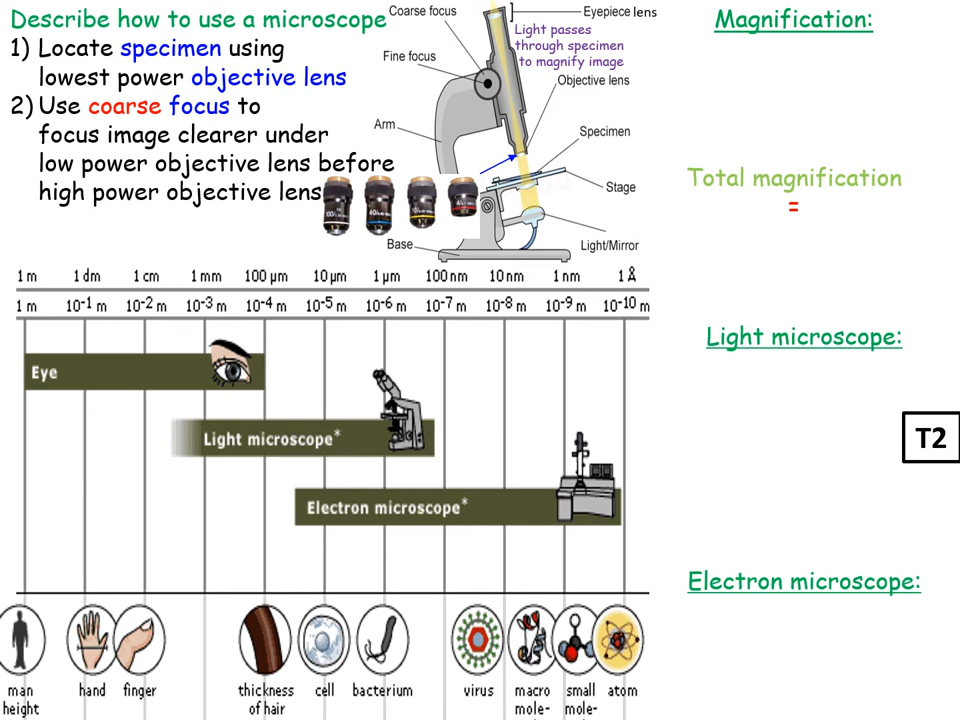 Describe how to use a microscope
1) Locate specimen using
lowest power objective lens
2) Use coarse focus to
focus image clearer under
low power objective lens before
high power objective lens
Coarse focus
Eyepiece lens
Light passes
through specimen
to magnify image
Fine focus
Objective lens
Arm
Specimen
Stage
Base
Light/Mirror
Magnification:
Total magnification
=
Light microscope:
T2
Electron microscope:
1 m 1 dm 1 cm 1 mm 100 µm 10 µm 1 µm 100 nm 10 nm 1 nm 1 Å
1 m 10⁻¹ m 10⁻² m 10⁻³ m 10⁻⁴ m 10⁻⁵ m 10⁻⁶ m 10⁻⁷ m 10⁻⁸ m 10⁻⁹ m 10⁻¹⁰ m
Eye
Light microscope*
Electron microscope*
man height
hand
finger
thickness of hair
cell
bacterium
virus
macro mole-
small mole-
atom